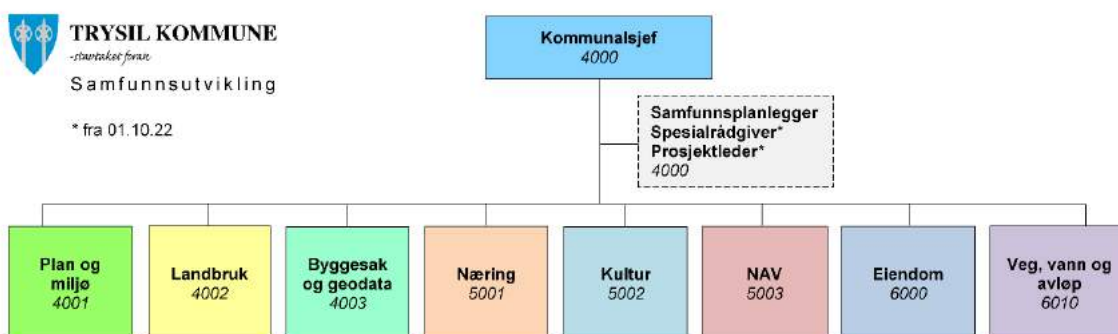 TRYSIL KOMMUNE
-stavtaket foran
Samfunnsutvikling
* fra 01.10.22
Kommunalsjef
4000
Samfunnsplanlegger
Spesialrådgiver*
Prosjektleder*
4000
Plan og
miljø
4001
Landbruk
4002
Byggesak
og geodata
4003
Næring
5001
Kultur
5002
NAV
5003
Eiendom
6000
Veg, vann og
avløp
6010